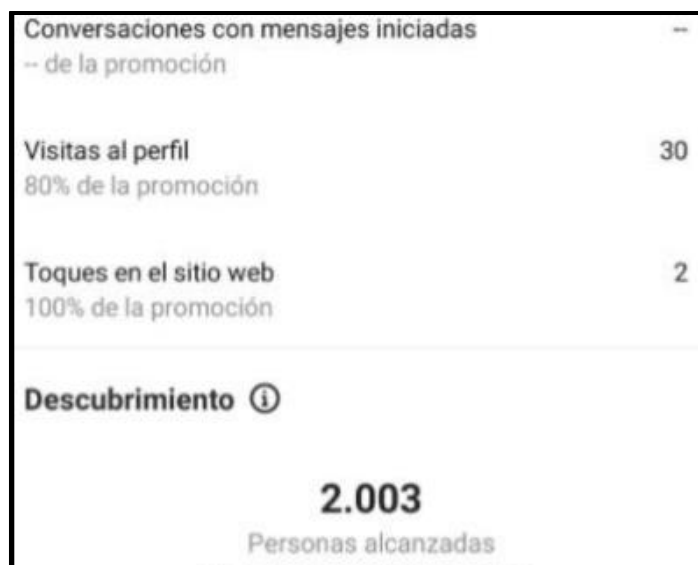 Conversaciones con mensajes iniciadas --
-- de la promoción
Visitas al perfil 30
80% de la promoción
Toques en el sitio web 2
100% de la promoción
Descubrimiento
2.003
Personas alcanzadas